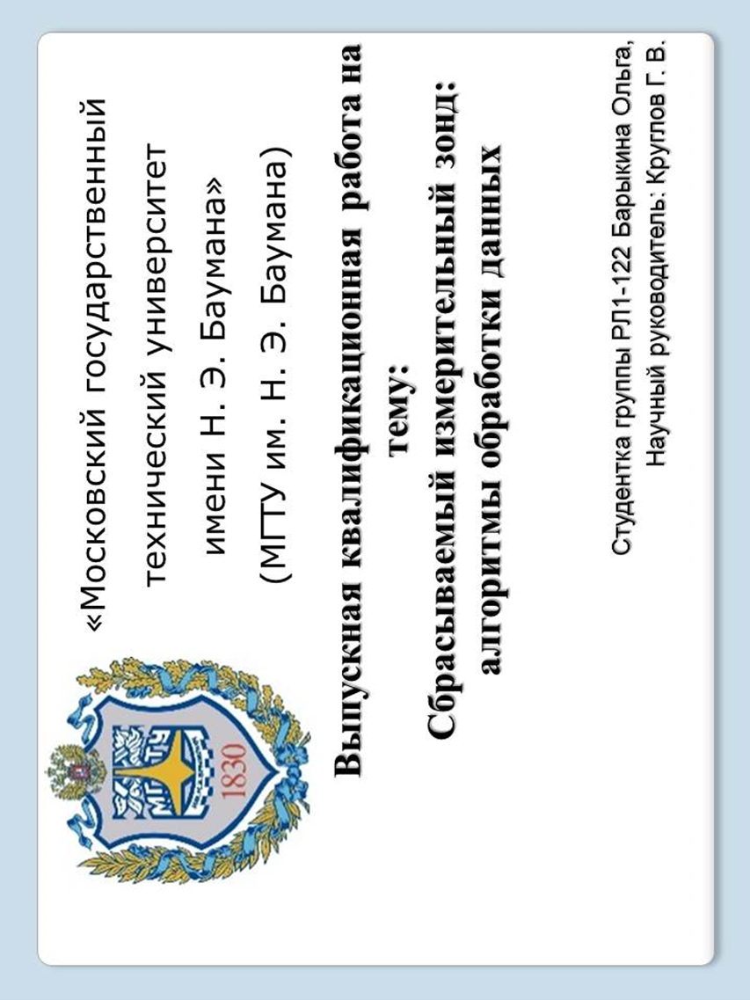 «Московский государственный
технический университет
имени Н. Э. Баумана»
(МГТУ им. Н. Э. Баумана)
МГТУ
1830
Выпускная квалификационная работа на
тему:
Сбрасываемый измерительный зонд:
алгоритмы обработки данных
Студентка группы РЛ1-122 Барыкина Ольга,
Научный руководитель: Круглов Г. В.